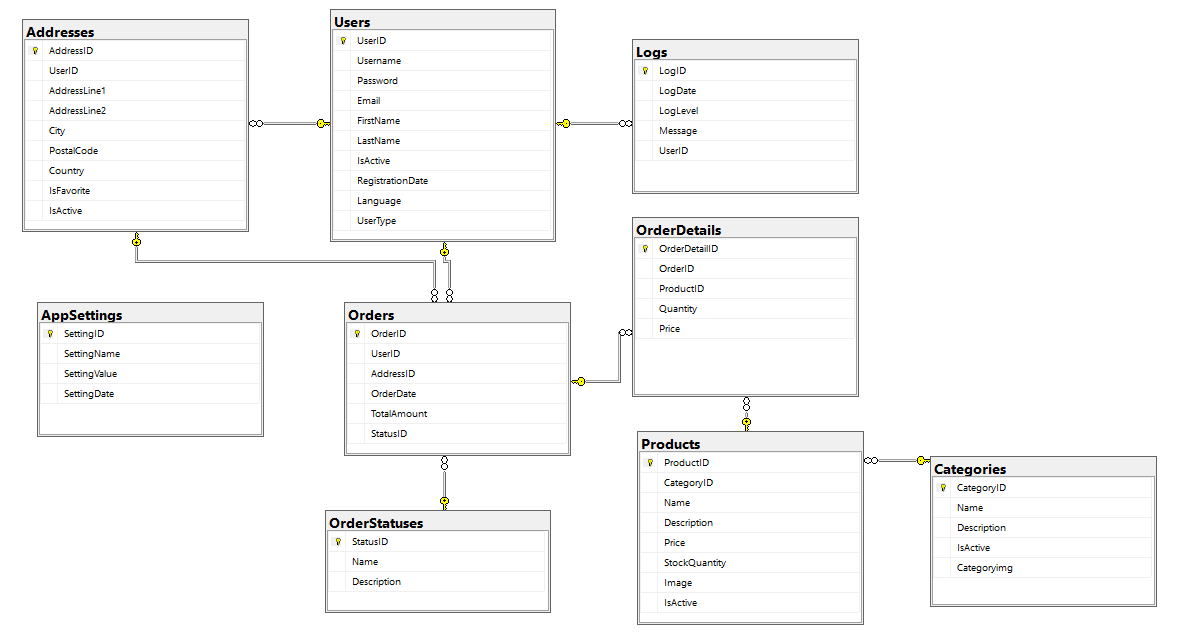 Addresses
AddressID
UserID
AddressLine1
AddressLine2
City
PostalCode
Country
IsFavorite
IsActive
Users
UserID
Username
Password
Email
FirstName
LastName
IsActive
RegistrationDate
Language
UserType
Logs
LogID
LogDate
LogLevel
Message
UserID
OrderDetails
OrderDetailID
OrderID
ProductID
Quantity
Price
AppSettings
SettingID
SettingName
SettingValue
SettingDate
Orders
OrderID
UserID
AddressID
OrderDate
TotalAmount
StatusID
OrderStatuses
StatusID
Name
Description
Products
ProductID
CategoryID
Name
Description
Price
StockQuantity
Image
IsActive
Categories
CategoryID
Name
Description
IsActive
Categoryimg